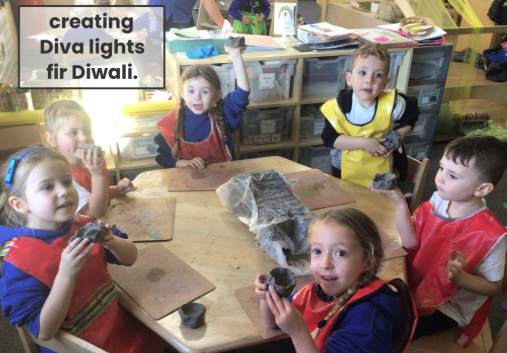 creating
Diva lights
fir Diwali.